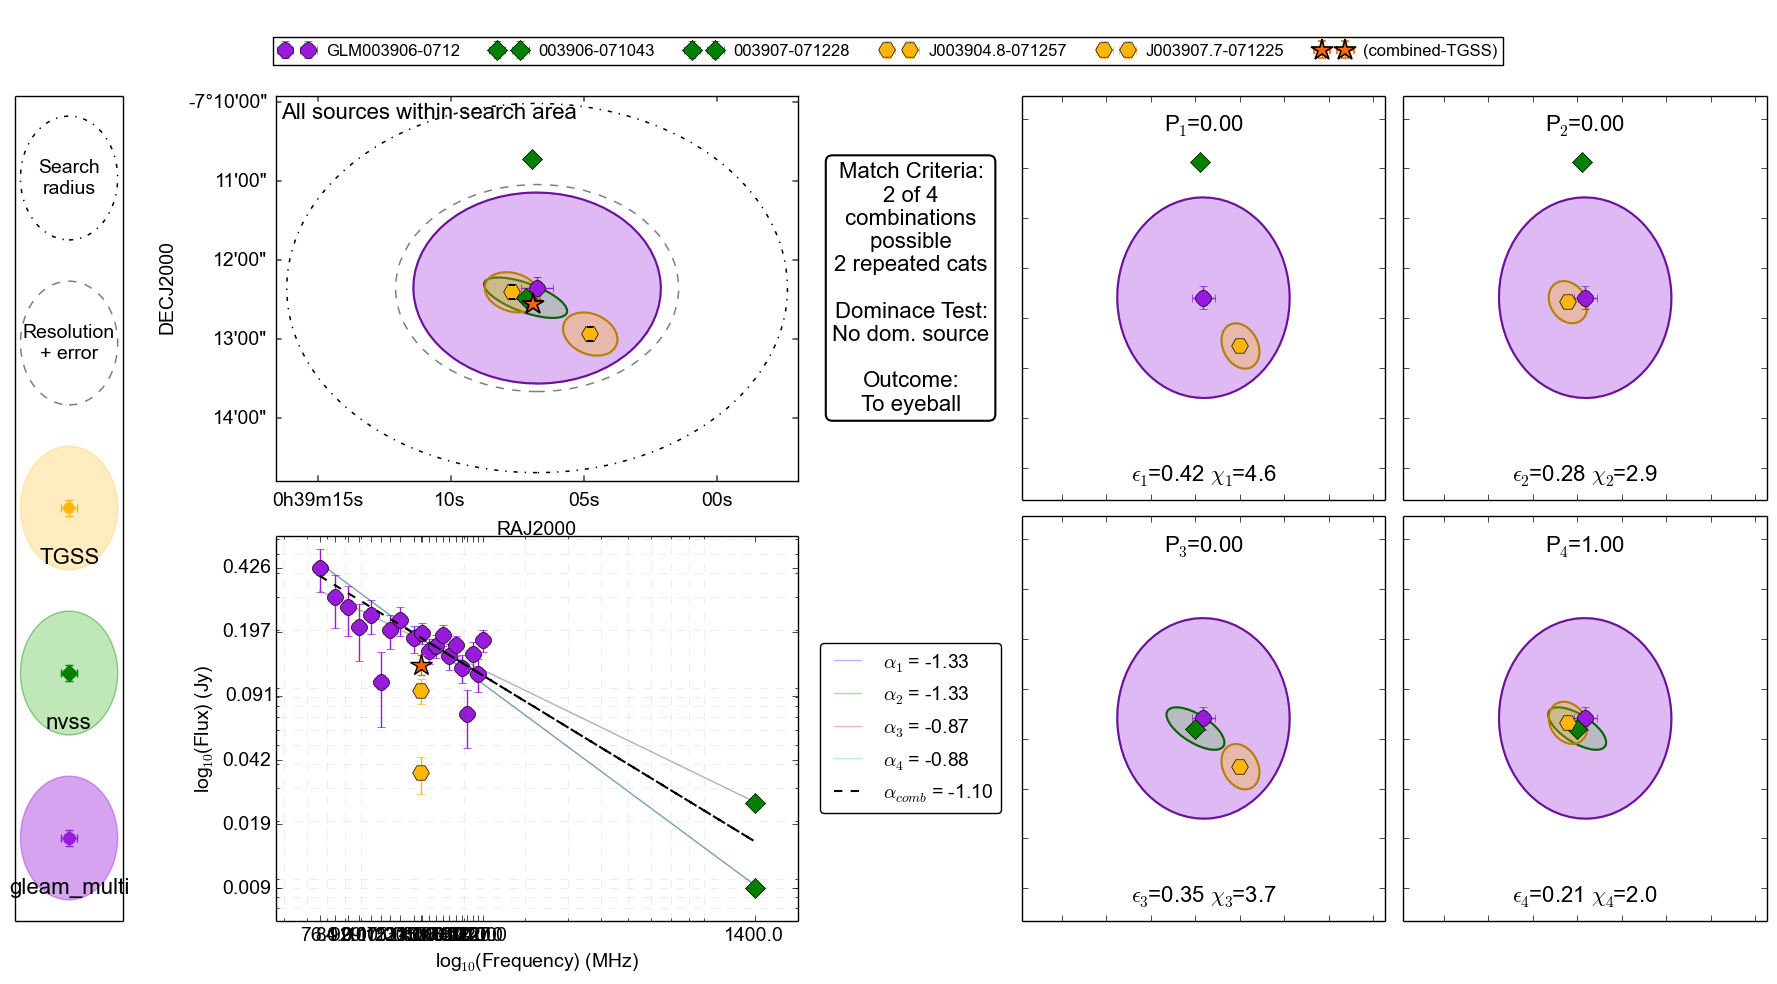 GLM003906-0712 003906-071043 003907-071228 J003904.8-071257 J003907.7-071225 (combined-TGSS)
Search
radius
Resolution
+ error
TGSS
nvss
gleam_multi
All sources within search area
DECJ2000
-7°10'00"
11'00"
12'00"
13'00"
14'00"
0h39m15s 10s 05s 00s
RAJ2000
Match Criteria:
2 of 4
combinations
possible
2 repeated cats
Dominace Test:
No dom. source
Outcome:
To eyeball
P1=0.00
ϵ1=0.42 χ1=4.6
P2=0.00
ϵ2=0.28 χ2=2.9
log10(Flux) (Jy)
0.426
0.197
0.091
0.042
0.019
0.009
1400.0
log10(Frequency) (MHz)
α1 = -1.33
α2 = -1.33
α3 = -0.87
α4 = -0.88
αcomb = -1.10
P3=0.00
ϵ3=0.35 χ3=3.7
P4=1.00
ϵ4=0.21 χ4=2.0